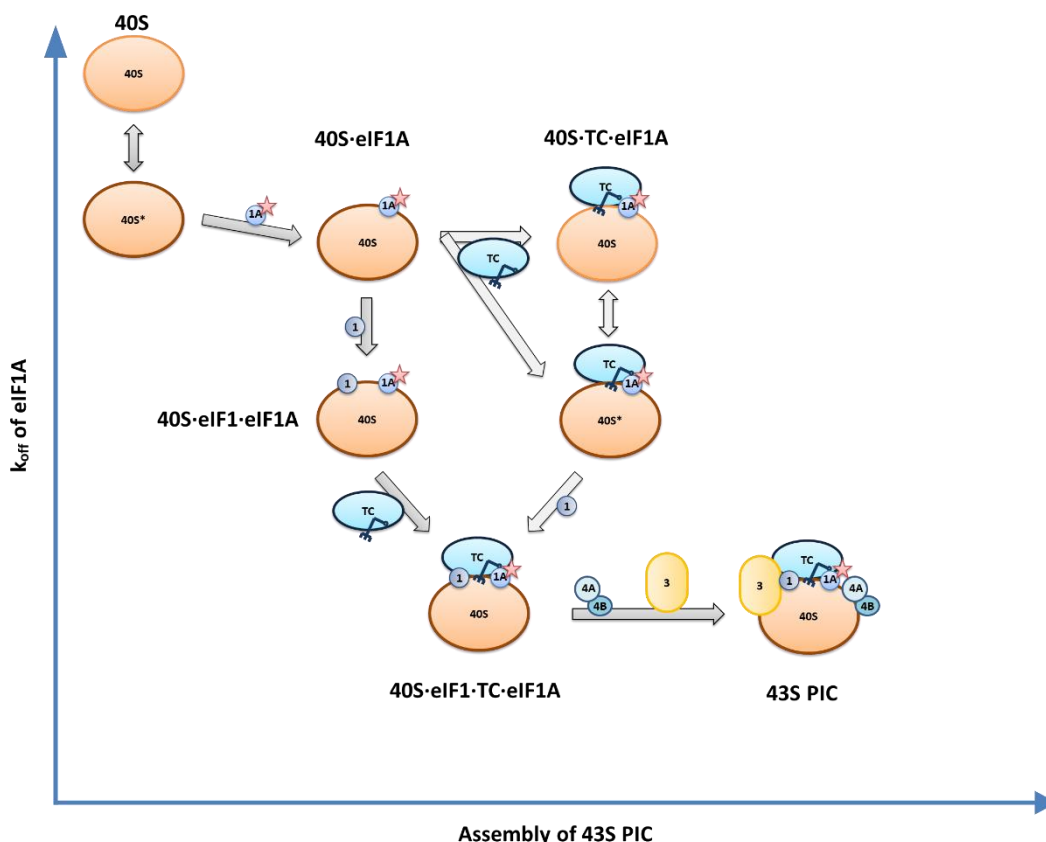 40S
40S
40S·eIF1A
40S·TC·eIF1A
TC
1A
1A
40S*
1A
40S
40S
TC
1
TC
1
1A
1A
40S·eIF1·eIF1A
40S
40S*
k_off of eIF1A
TC
1
TC
1
1A
3
TC
4A
1
1A
4A
4B
3
4B
40S
40S
40S·eIF1·TC·eIF1A
43S PIC
Assembly of 43S PIC